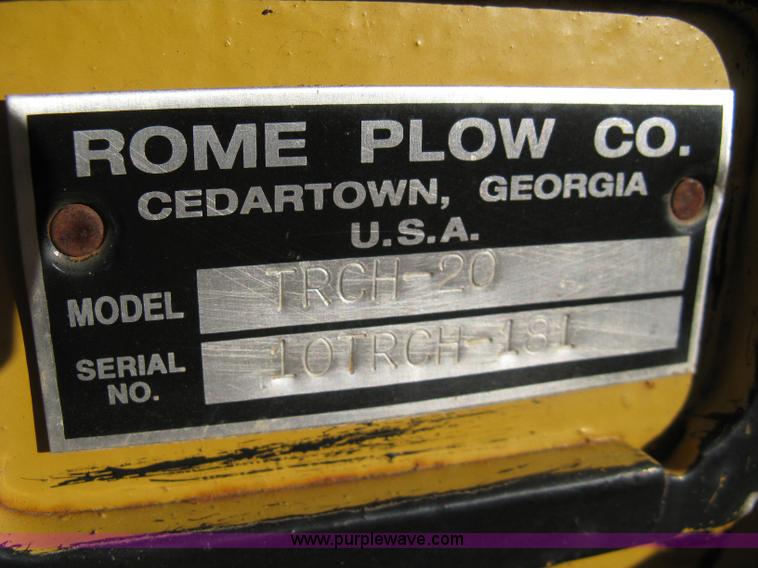 ROME PLOW CO.
CEDARTOWN, GEORGIA
U.S.A.
MODEL TRCH-20
SERIAL NO. 10TRCH-181
www.purplewave.com